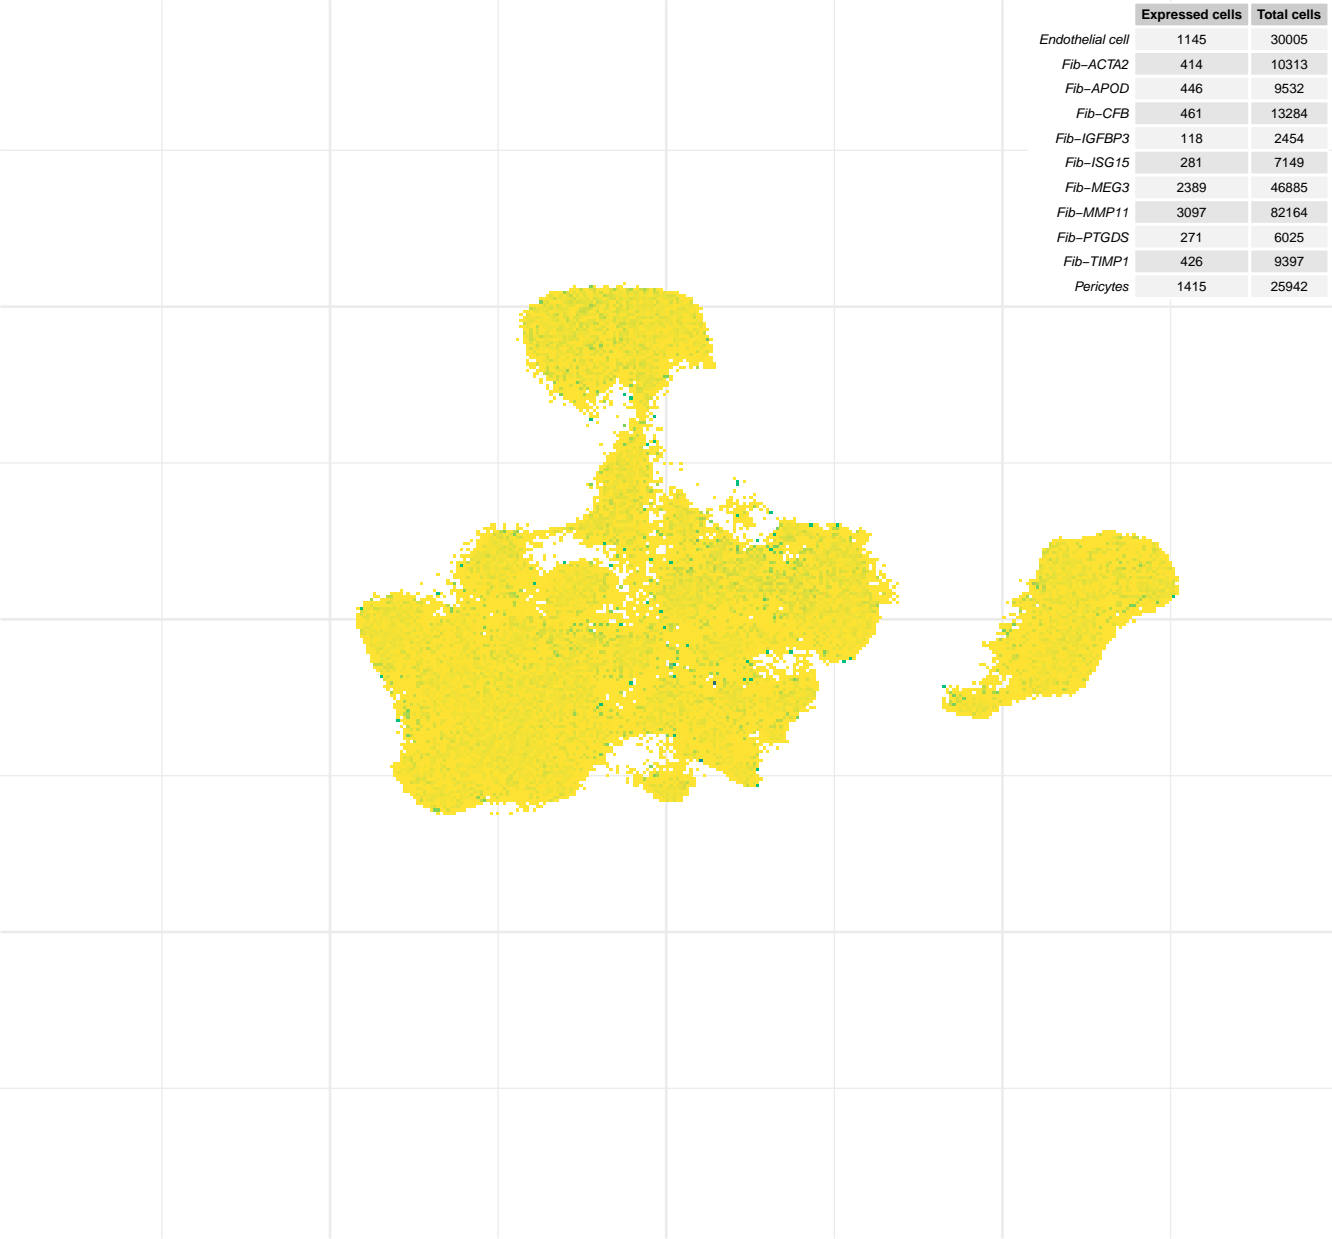 Expressed cells Total cells
Endothelial cell 1145 30005
Fib−ACTA2 414 10313
Fib−APOD 446 9532
Fib−CFB 461 13284
Fib−IGFBP3 118 2454
Fib−ISG15 281 7149
Fib−MEG3 2389 46885
Fib−MMP11 3097 82164
Fib−PTGDS 271 6025
Fib−TIMP1 426 9397
Pericytes 1415 25942